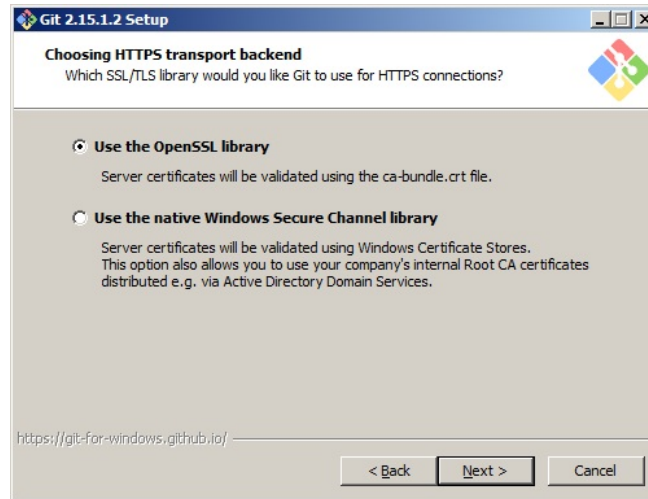 Git 2.15.1.2 Setup
Choosing HTTPS transport backend
Which SSL/TLS library would you like Git to use for HTTPS connections?
Use the OpenSSL library
Server certificates will be validated using the ca-bundle.crt file.
Use the native Windows Secure Channel library
Server certificates will be validated using Windows Certificate Stores.
This option also allows you to use your company's internal Root CA certificates
distributed e.g. via Active Directory Domain Services.
https://git-for-windows.github.io/
< Back Next > Cancel